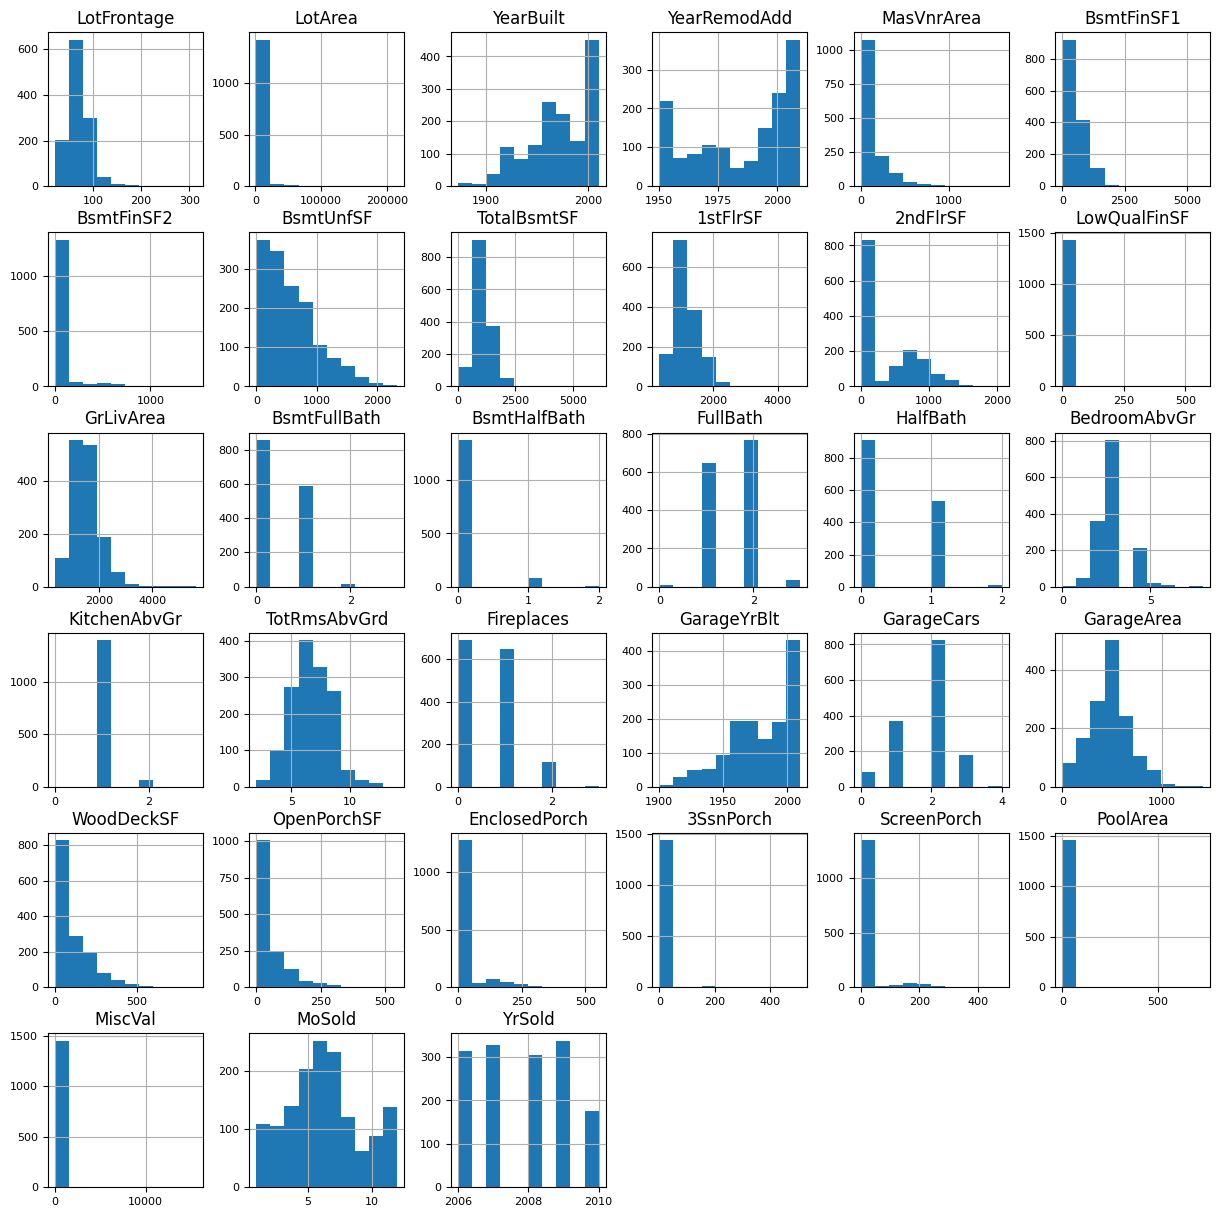 LotFrontage LotArea YearBuilt YearRemodAdd MasVnrArea BsmtFinSF1
600 400 200 0
100 200 300
1000 500 0
0 100000 200000
400 300 200 100 0
1900 2000
300 200 100 0
1950 1975 2000
1000 750 500 250 0
0 1000
800 600 400 200 0
0 2000 4000
BsmtFinSF2 BsmtUnfSF TotalBsmtSF 1stFlrSF 2ndFlrSF LowQualFinSF
1000 500 0
0 1000
300 200 100 0
0 1000 2000
800 600 400 200 0
0 2500 5000
600 400 200 0
2000 4000
800 600 400 200 0
0 1000 2000
1500 1000 500 0
0 250 500
GrLivArea BsmtFullBath BsmtHalfBath FullBath HalfBath BedroomAbvGr
400 200 0
2000 4000
800 600 400 200 0
0 2
1000 500 0
0 1 2
800 600 400 200 0
0 2
800 600 400 200 0
0 1 2
800 600 400 200 0
0 5
KitchenAbvGr TotRmsAbvGrd Fireplaces GarageYrBlt GarageCars GarageArea
1000 500 0
0 2
400 300 200 100 0
5 10
600 400 200 0
0 2
400 300 200 100 0
1900 1950 2000
800 600 400 200 0
0 2 4
400 200 0
0 1000
WoodDeckSF OpenPorchSF EnclosedPorch 3SsnPorch ScreenPorch PoolArea
800 600 400 200 0
0 500
1000 750 500 250 0
0 250 500
1000 500 0
0 250 500
1500 1000 500 0
0 200 400
1000 500 0
0 200 400
1500 1000 500 0
0 500
MiscVal MoSold YrSold
1500 1000 500 0
0 10000
200 100 0
5 10
300 200 100 0
2006 2008 2010